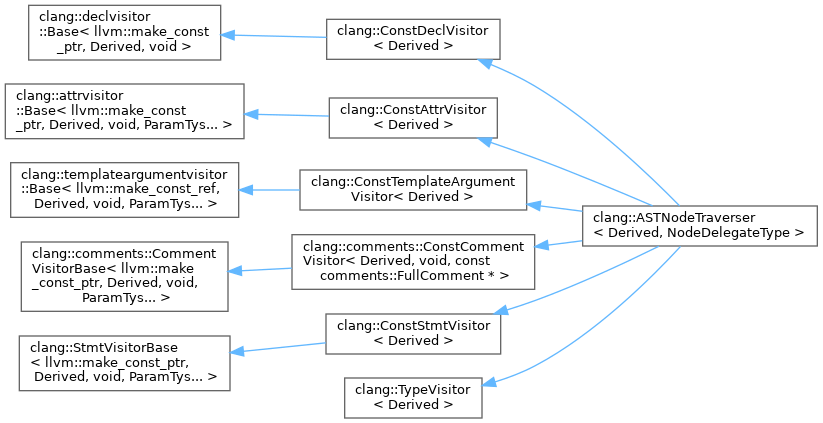 clang::declvisitor
::Base< llvm::make_const
_ptr, Derived, void >
clang::ConstDeclVisitor
< Derived >
clang::attrvisitor
::Base< llvm::make_const
_ptr, Derived, void, ParamTys... >
clang::ConstAttrVisitor
< Derived >
clang::templateargumentvisitor
::Base< llvm::make_const_ref,
Derived, void, ParamTys... >
clang::ConstTemplateArgument
Visitor< Derived >
clang::ASTNodeTraverser
< Derived, NodeDelegateType >
clang::comments::Comment
VisitorBase< llvm::make
_const_ptr, Derived, void,
ParamTys... >
clang::comments::ConstComment
Visitor< Derived, void, const
comments::FullComment * >
clang::StmtVisitorBase
< llvm::make_const_ptr,
Derived, void, ParamTys... >
clang::ConstStmtVisitor
< Derived >
clang::TypeVisitor
< Derived >